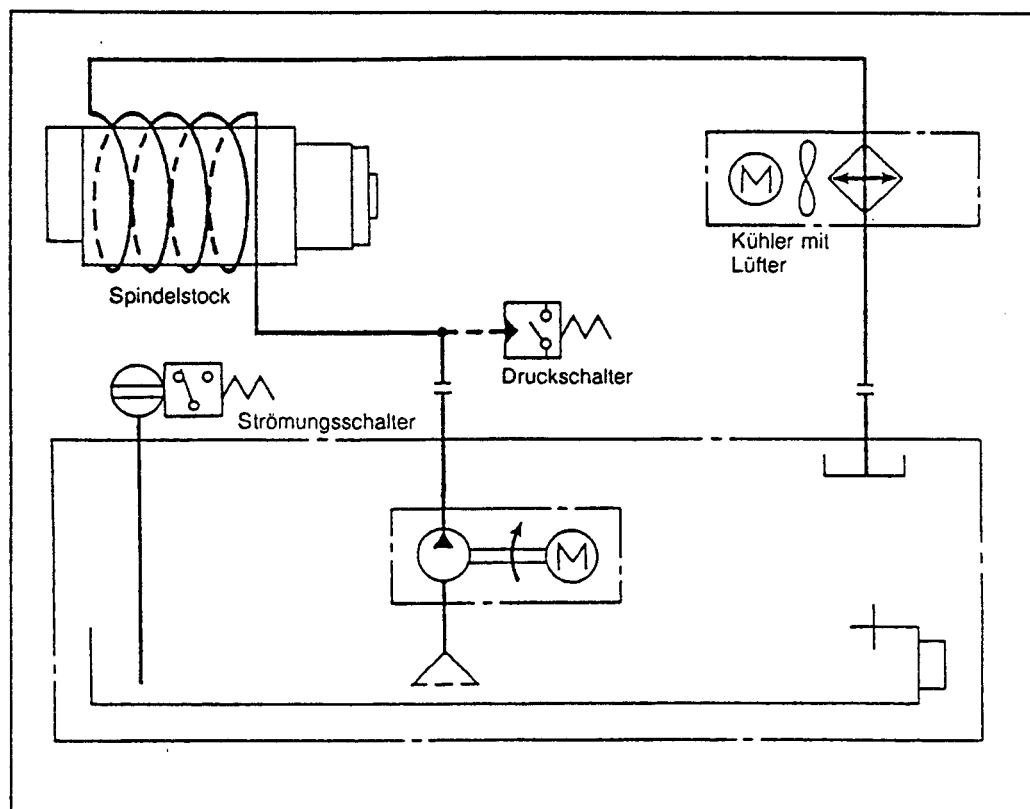 Kühler mit
Lüfter
Spindelstock
Druckschalter
Strömungsschalter
M
M